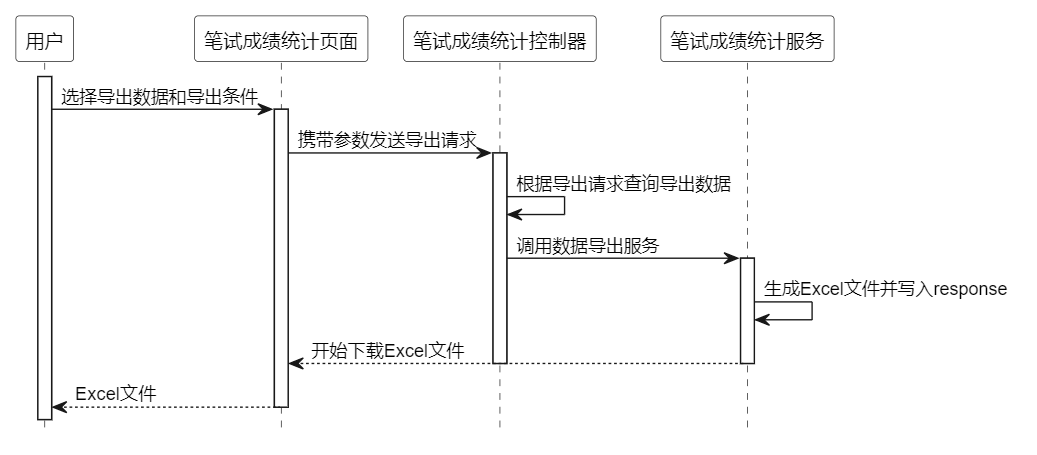 用户
笔试成绩统计页面
笔试成绩统计控制器
笔试成绩统计服务
选择导出数据和导出条件
携带参数发送导出请求
根据导出请求查询导出数据
调用数据导出服务
生成Excel文件并写入response
开始下载Excel文件
Excel文件